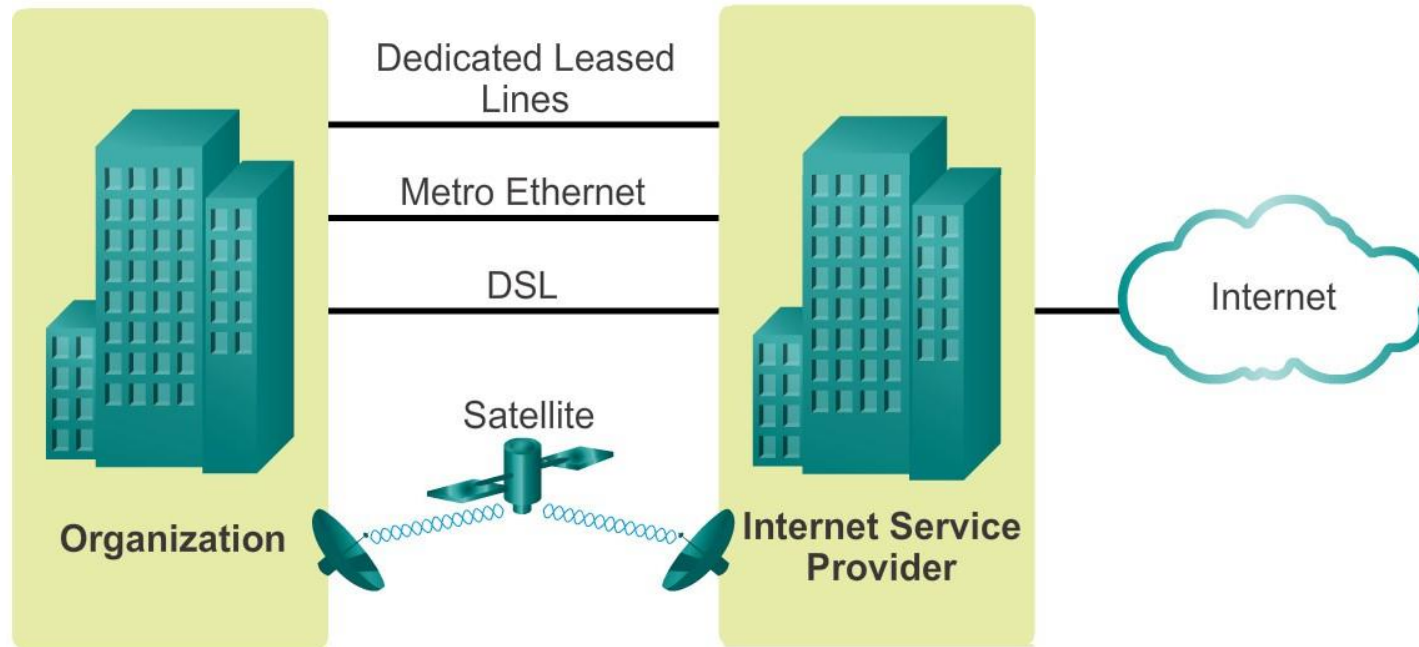 Dedicated Leased
Lines
Metro Ethernet
DSL
Internet
Satellite
Organization
Internet Service
Provider